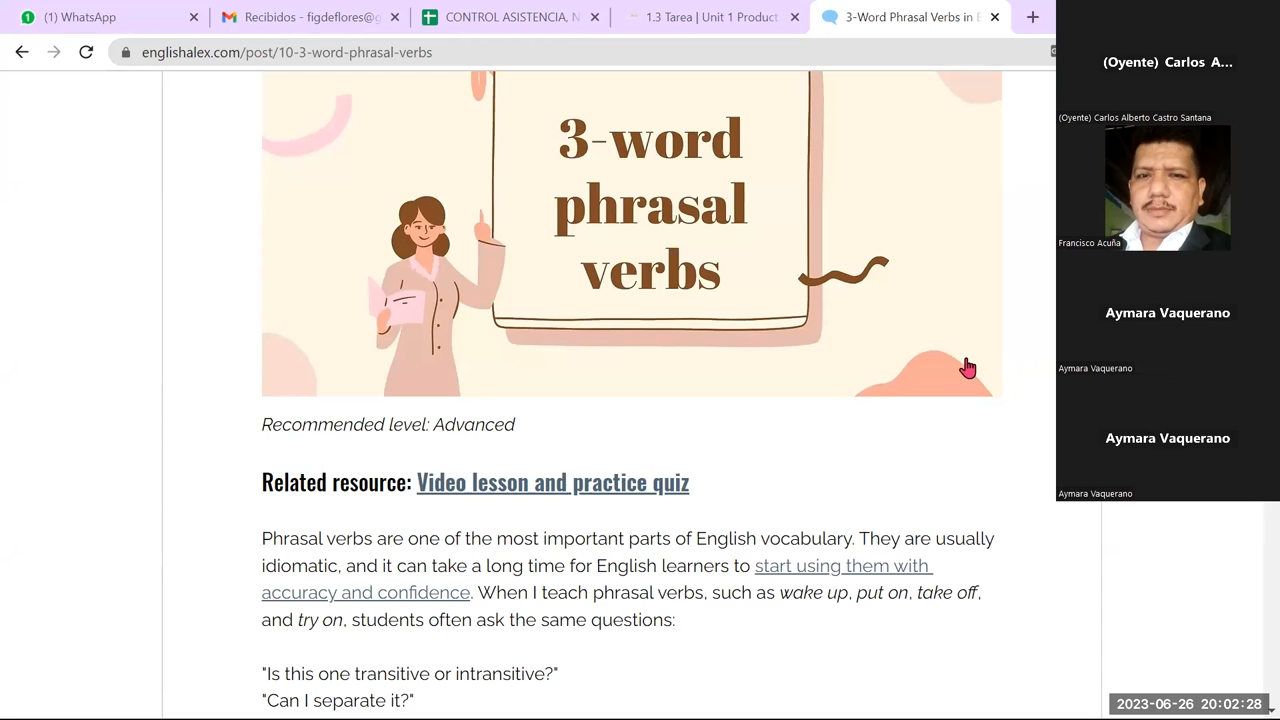 (1) WhatsApp
Recibidos - figdeflores@g
CONTROL ASISTENCIA. N
1.3 Tarea | Unit 1 Product
3-Word Phrasal Verbs in E
englishalex.com/post/10-3-word-phrasal-verbs
3-word
phrasal
verbs
Recommended level: Advanced
Related resource: Video lesson and practice quiz
Phrasal verbs are one of the most important parts of English vocabulary. They are usually
idiomatic, and it can take a long time for English learners to start using them with
accuracy and confidence. When I teach phrasal verbs, such as wake up, put on, take off,
and try on, students often ask the same questions:
"Is this one transitive or intransitive?"
"Can I separate it?"
(Oyente) Carlos A...
(Oyente) Carlos Alberto Castro Santana
Francisco Acuña
Aymara Vaquerano
Aymara Vaquerano
Aymara Vaquerano
Aymara Vaquerano
2023-06-26 20:02:28